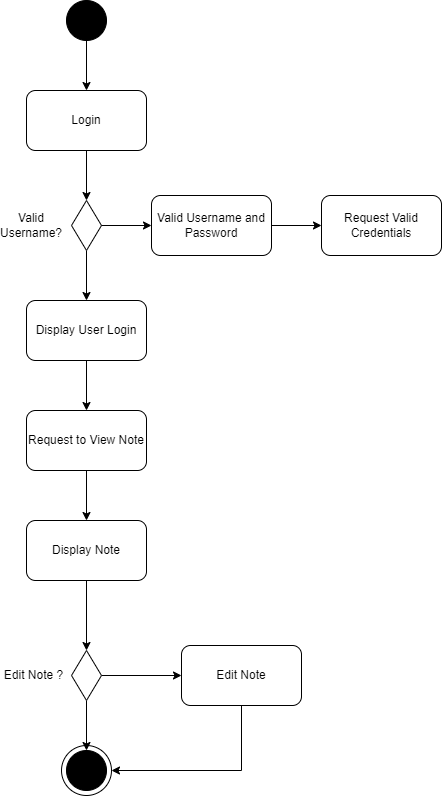 Login
Valid
Username?
Valid Username and
Password
Request Valid
Credentials
Display User Login
Request to View Note
Display Note
Edit Note ?
Edit Note